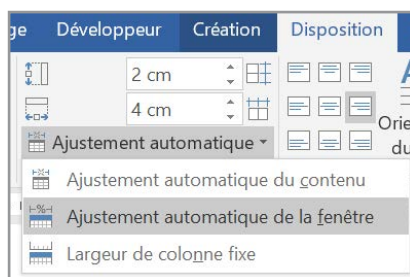 ge Développeur Création Disposition
2 cm
4 cm
Orie
Ajustement automatique
du
Ajustement automatique du contenu
Ajustement automatique de la fenêtre
Largeur de colonne fixe